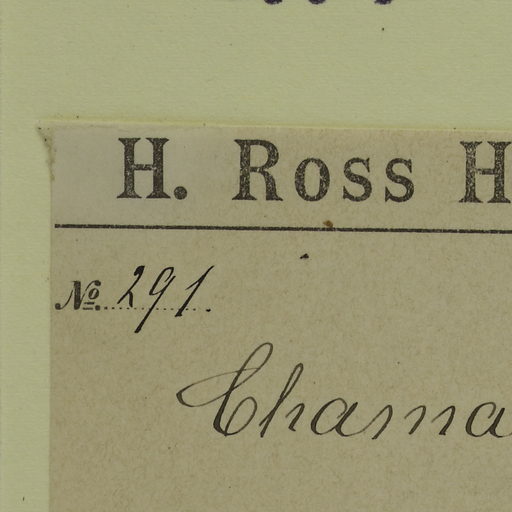 H. Ross H
№ 291.
Chama